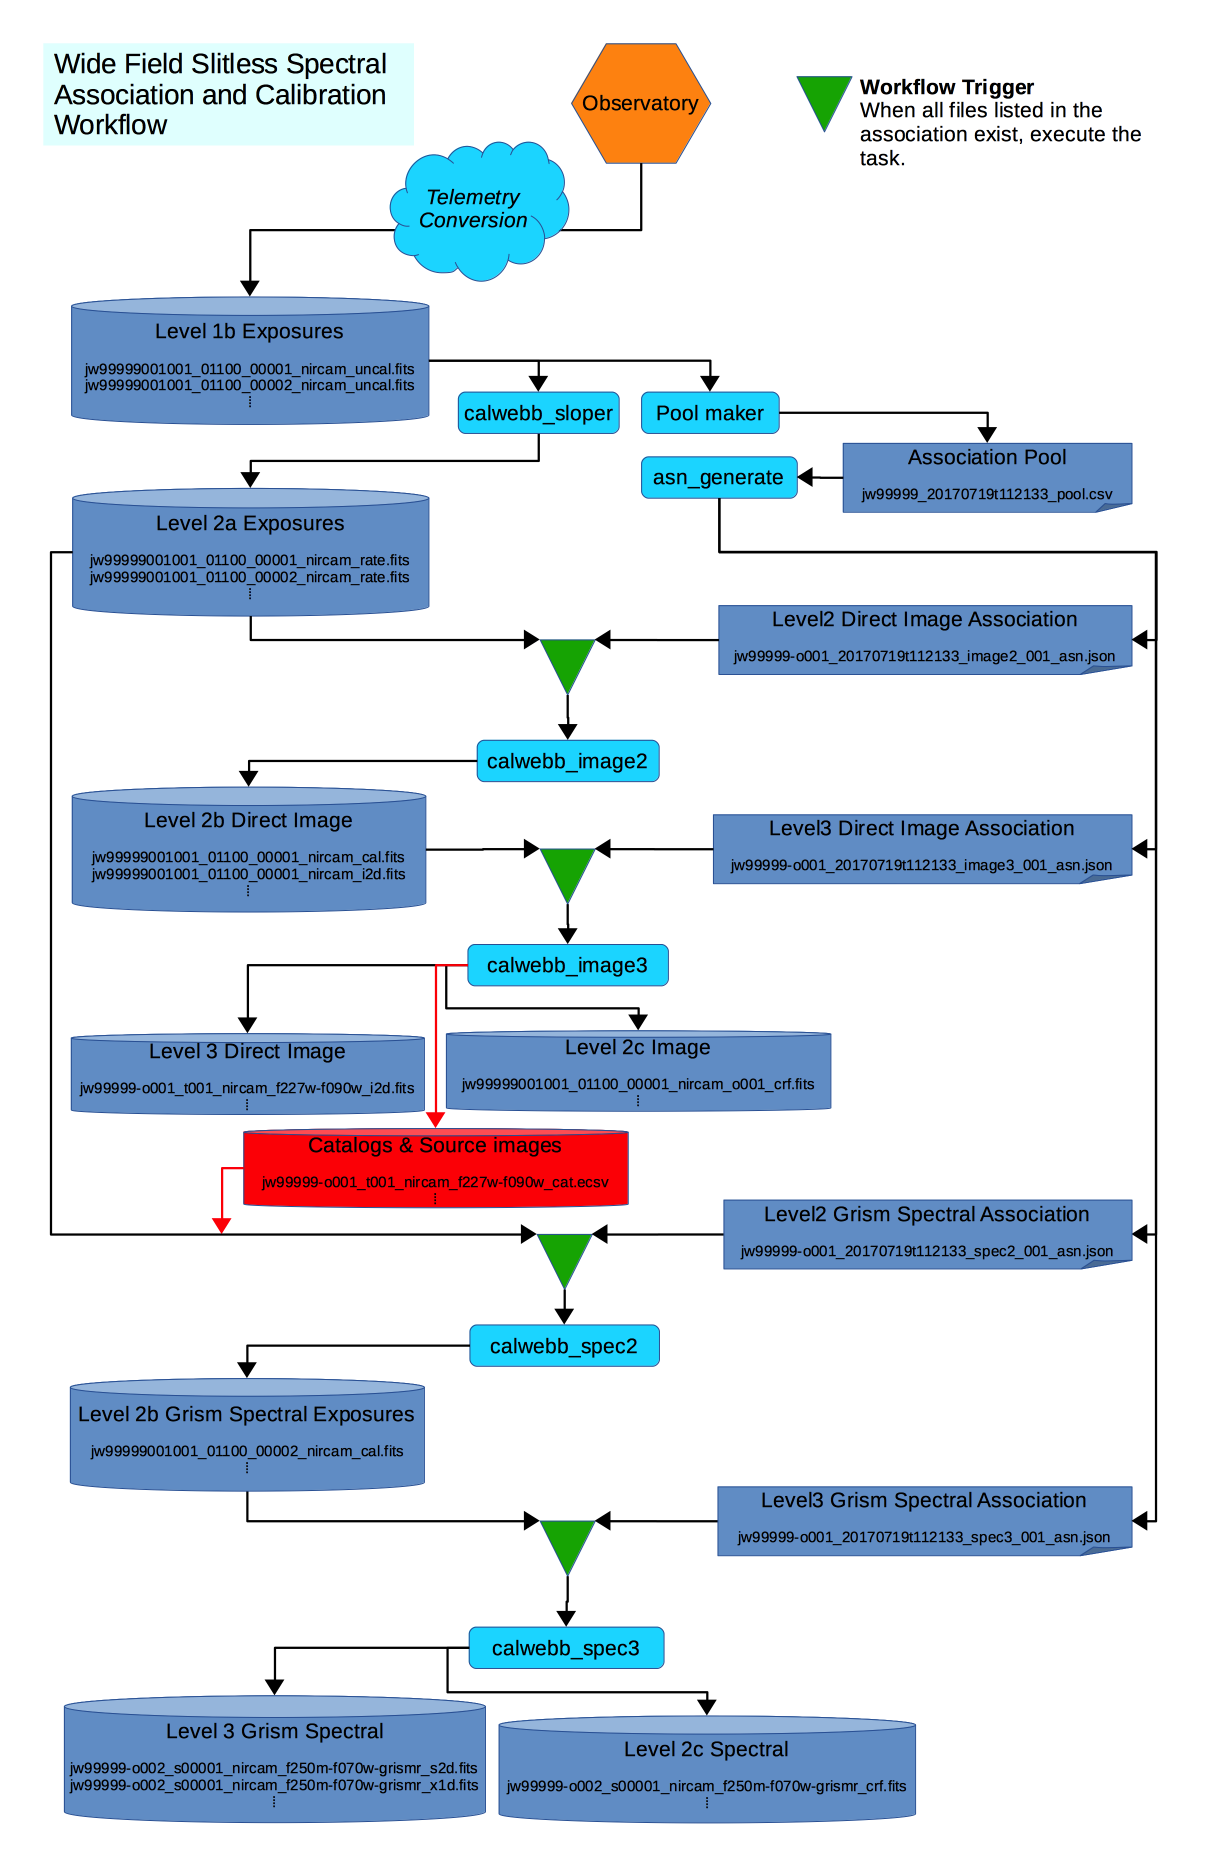 Wide Field Slitless Spectral
Association and Calibration
Workflow
Observatory
Workflow Trigger
When all files listed in the
association exist, execute the
task.
Telemetry
Conversion
Level 1b Exposures
jw99999001001_01100_00001_nircam_uncal.fits
jw99999001001_01100_00002_nircam_uncal.fits
⋮
calwebb_sloper
Pool maker
Association Pool
jw99999_20170719t112133_pool.csv
asn_generate
Level 2a Exposures
jw99999001001_01100_00001_nircam_rate.fits
jw99999001001_01100_00002_nircam_rate.fits
⋮
Level2 Direct Image Association
jw99999-o001_20170719t112133_image2_001_asn.json
calwebb_image2
Level 2b Direct Image
jw99999001001_01100_00001_nircam_cal.fits
jw99999001001_01100_00001_nircam_i2d.fits
⋮
Level3 Direct Image Association
jw99999-o001_20170719t112133_image3_001_asn.json
calwebb_image3
Level 3 Direct Image
jw99999-o001_t001_nircam_f227w-f090w_i2d.fits
⋮
Level 2c Image
jw99999001001_01100_00001_nircam_o001_crf.fits
⋮
Catalogs & Source images
jw99999-o001_t001_nircam_f227w-f090w_cat.ecsv
⋮
Level2 Grism Spectral Association
jw99999-o001_20170719t112133_spec2_001_asn.json
calwebb_spec2
Level 2b Grism Spectral Exposures
jw99999001001_01100_00002_nircam_cal.fits
⋮
Level3 Grism Spectral Association
jw99999-o001_20170719t112133_spec3_001_asn.json
calwebb_spec3
Level 3 Grism Spectral
jw99999-o002_s00001_nircam_f250m-f070w-grismr_s2d.fits
jw99999-o002_s00001_nircam_f250m-f070w-grismr_x1d.fits
⋮
Level 2c Spectral
jw99999-o002_s00001_nircam_f250m-f070w-grismr_crf.fits
⋮